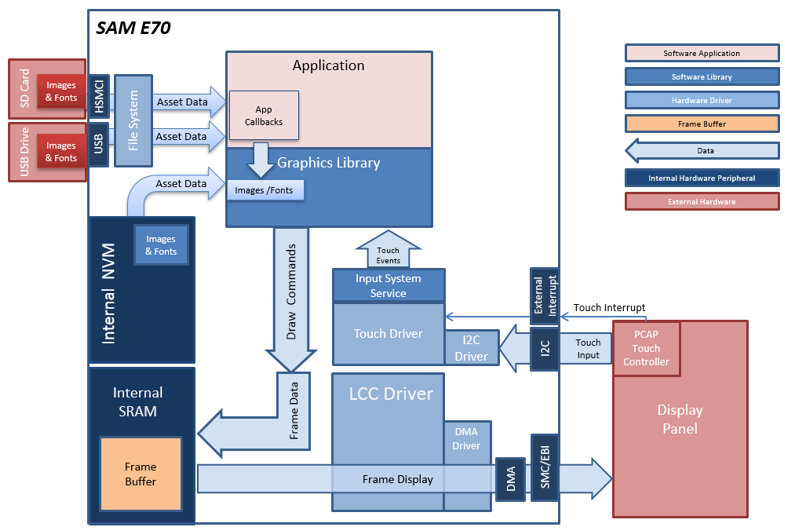 SAM E70
Application
Software Application
Software Library
Hardware Driver
Frame Buffer
Data
Internal Hardware Peripheral
External Hardware
SD Card
Images
& Fonts
HSMCI
File System
Asset Data
App
Callbacks
USB Drive
Images
& Fonts
USB
Asset Data
Graphics Library
Asset Data
Images /Fonts
Internal NVM
Images
& Fonts
Draw Commands
Touch
Events
Input System
Service
External
Interrupt
Touch Interrupt
Touch Driver
I2C
Driver
I2C
Touch
Input
PCAP
Touch
Controller
Internal
SRAM
Frame Data
LCC Driver
Display
Panel
DMA
Driver
Frame
Buffer
Frame Display
DMA
SMC/EBI